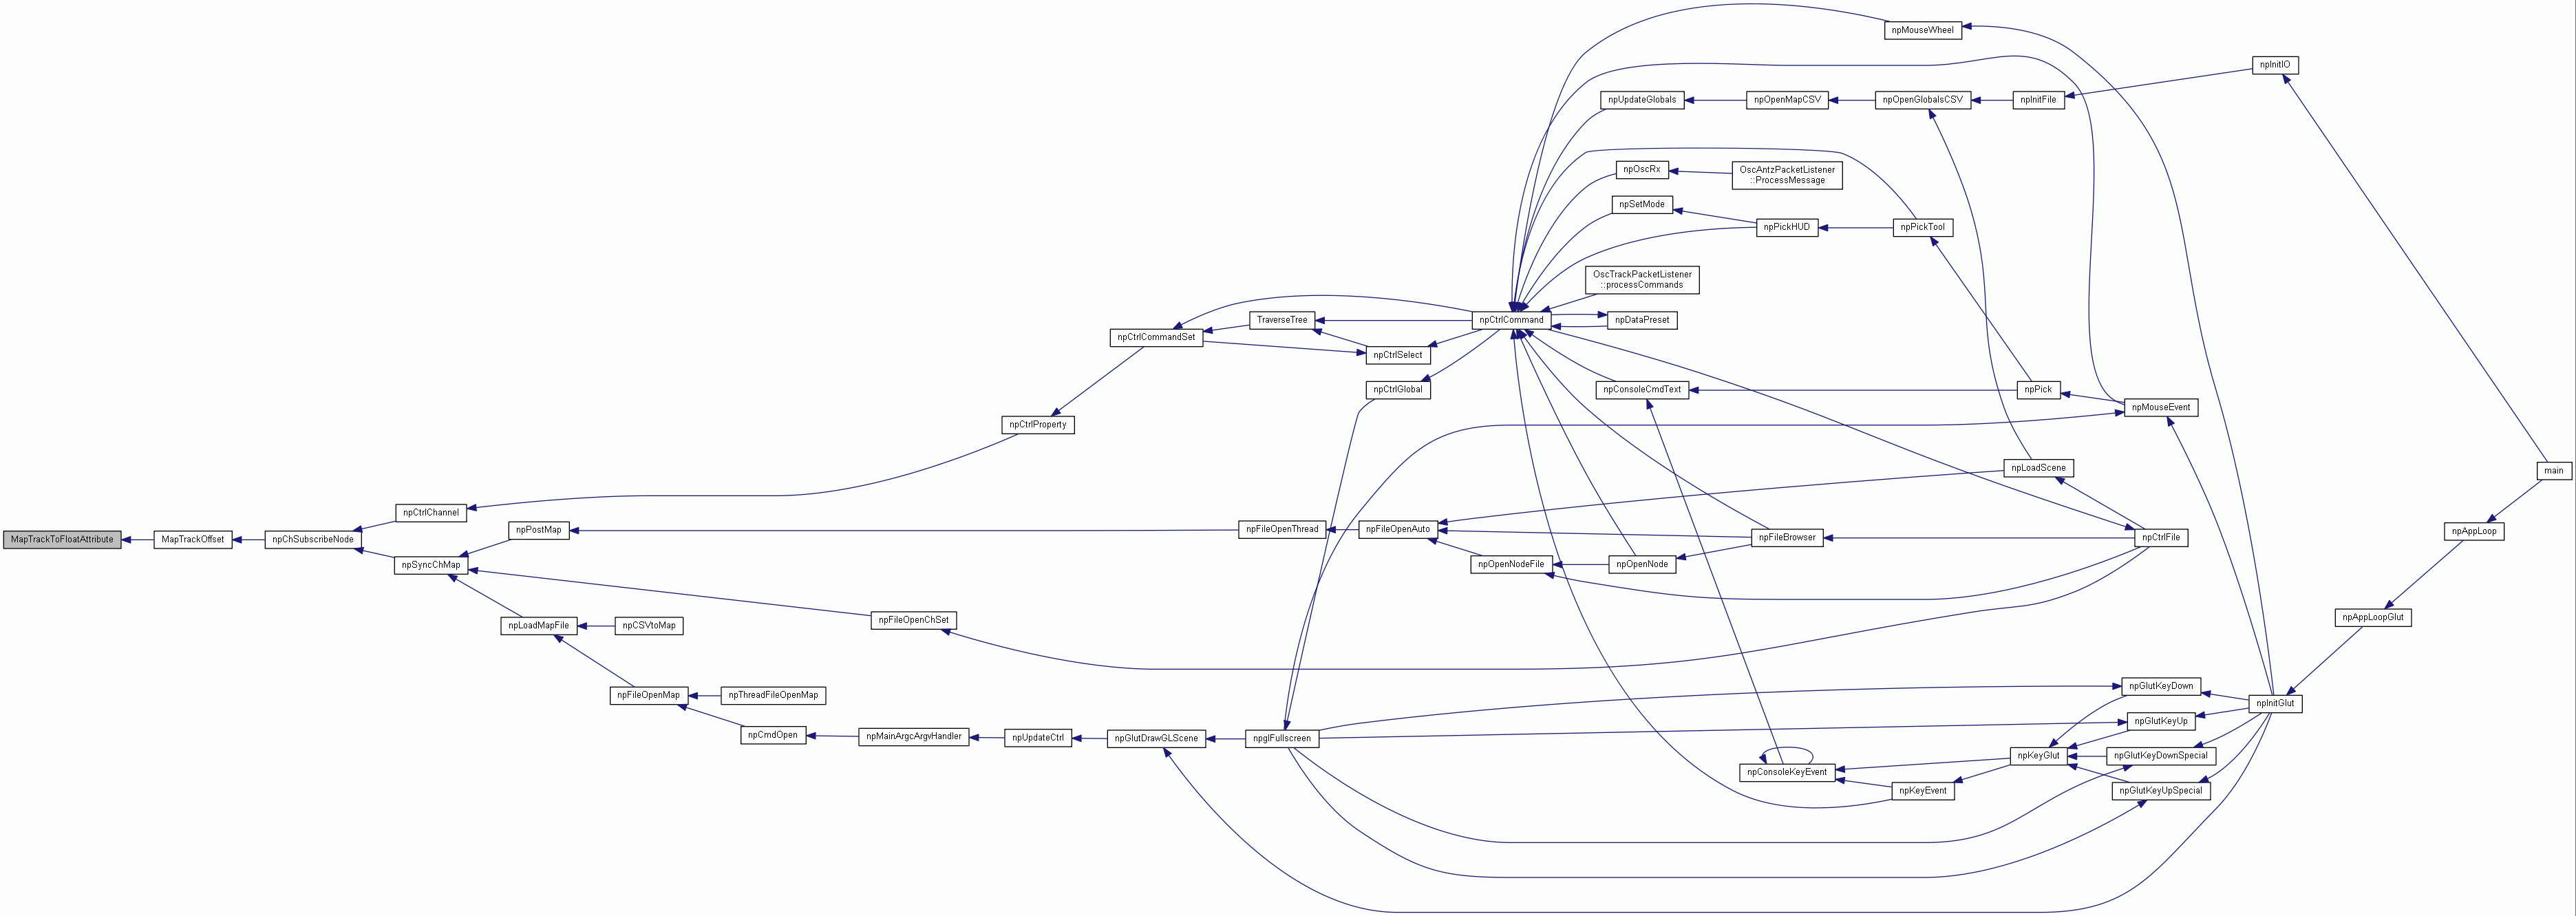 npMouseWheel
npInitIO
npUpdateGlobals
npOpenMapCSV
npOpenGlobalsCSV
npInitFile
npOscRx
OscAntzPacketListener
::ProcessMessage
npSetMode
npPickHUD
npPickTool
OscTrackPacketListener
::processCommands
npCtrlCommand
npDataPreset
TraverseTree
npCtrlCommandSet
npCtrlSelect
npCtrlGlobal
npConsoleCmdText
npPick
npMouseEvent
npCtrlProperty
npLoadScene
main
npCtrlChannel
npPostMap
npFileOpenThread
npFileOpenAuto
npAppLoop
MapTrackToFloatAttribute
MapTrackOffset
npChSubscribeNode
npFileBrowser
npCtrlFile
npSyncChMap
npOpenNodeFile
npOpenNode
npFileOpenChSet
npAppLoopGlut
npLoadMapFile
npCSVtoMap
npFileOpenMap
npThreadFileOpenMap
npGlutKeyDown
npInitGlut
npGlutKeyUp
npCmdOpen
npMainArgcArgvHandler
npUpdateCtrl
npGlutDrawGLScene
npglFullscreen
npKeyGlut
npGlutKeyDownSpecial
npConsoleKeyEvent
npKeyEvent
npGlutKeyUpSpecial